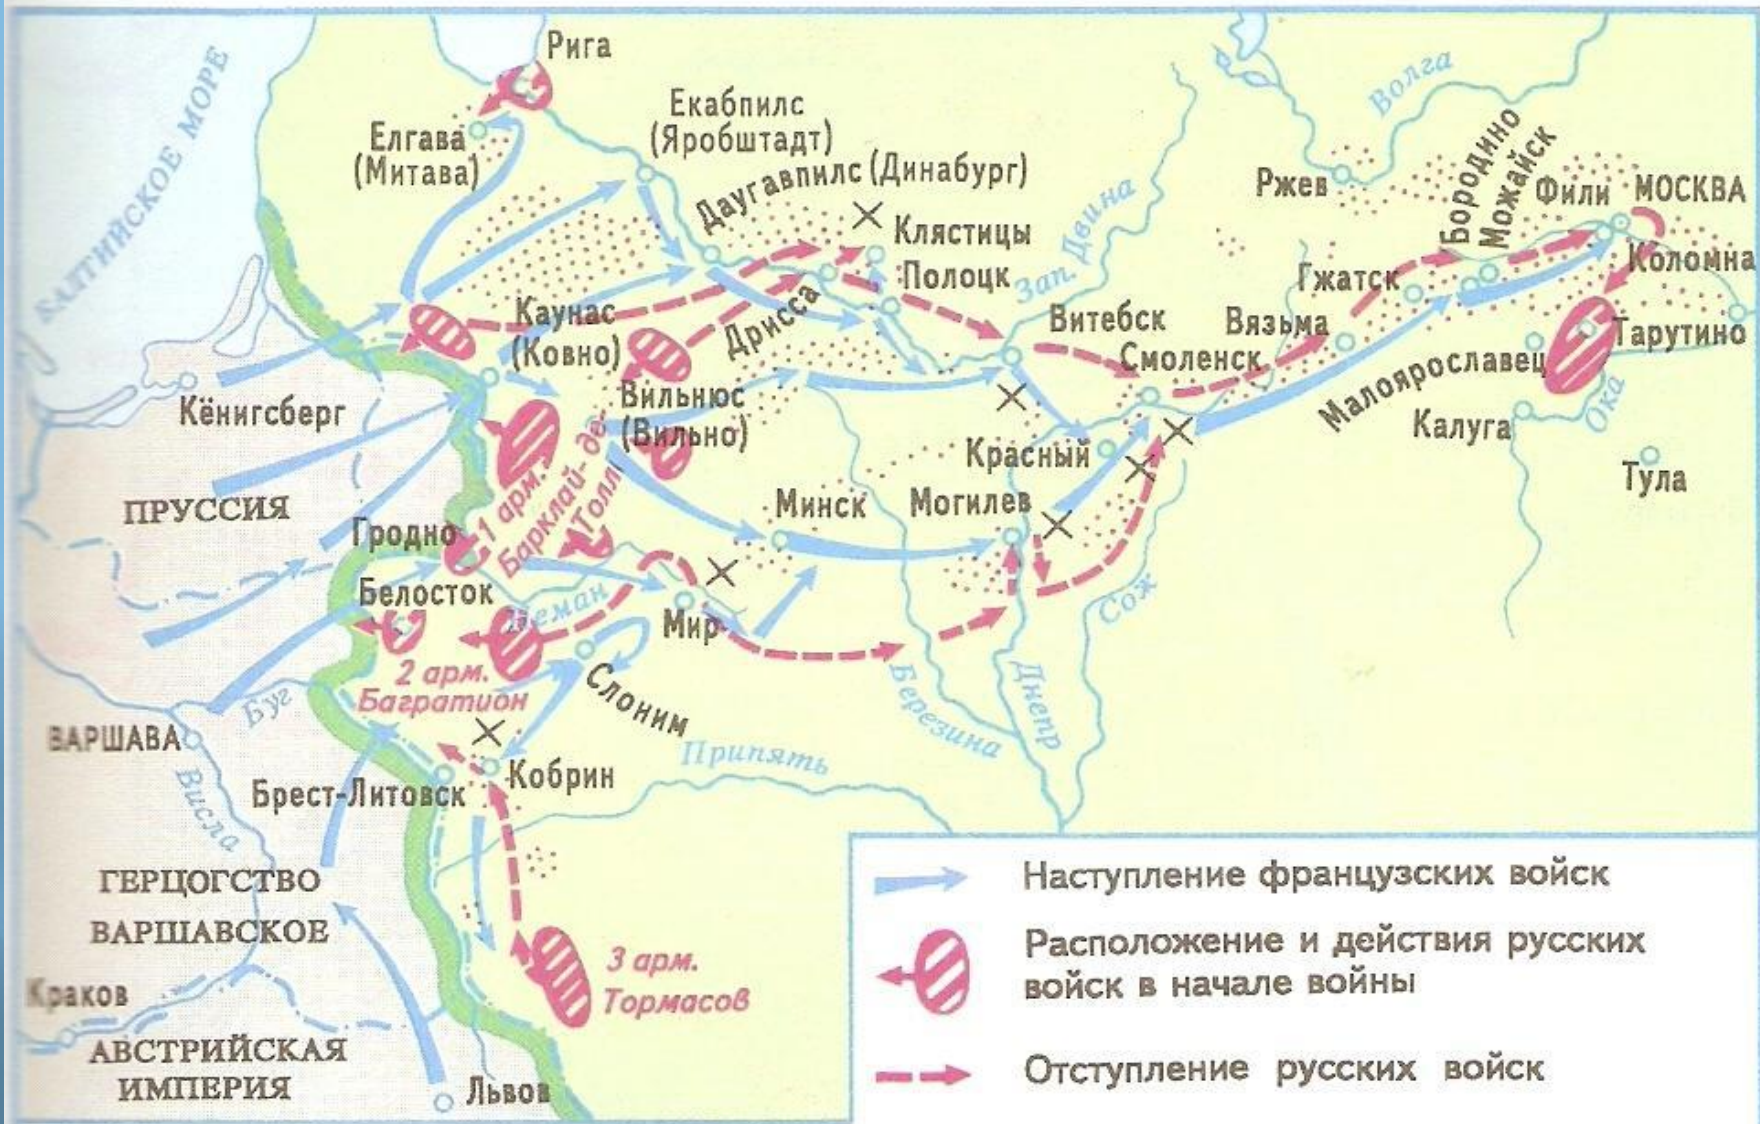 Рига
БАЛТИЙСКОЕ МОРЕ
Екабпилс
(Яробштадт)
Елгава
(Митава)
Даугавпилс (Динабург)
Клястицы
Полоцк
Зап. Двина
Волга
Ржев
Бородино
Можайск
Фили
МОСКВА
Коломна
Гжатск
Тарутино
Каунас
(Ковно)
Дрисса
Витебск
Вязьма
Смоленск
Малоярославец
Кёнигсберг
Вильнюс
(Вильно)
Красный
Калуга
Ока
Тула
ПРУССИЯ
Гродно
1 арм.
Барклай-де-
Толли
Минск
Могилев
Белосток
Неман
Мир
Сож
2 арм.
Багратион
Слоним
Березина
Днепр
Буг
ВАРШАВА
Висла
Припять
Кобрин
Брест-Литовск
ГЕРЦОГСТВО
ВАРШАВСКОЕ
3 арм.
Тормасов
Краков
АВСТРИЙСКАЯ
ИМПЕРИЯ
Львов
Наступление французских войск
Расположение и действия русских
войск в начале войны
Отступление русских войск